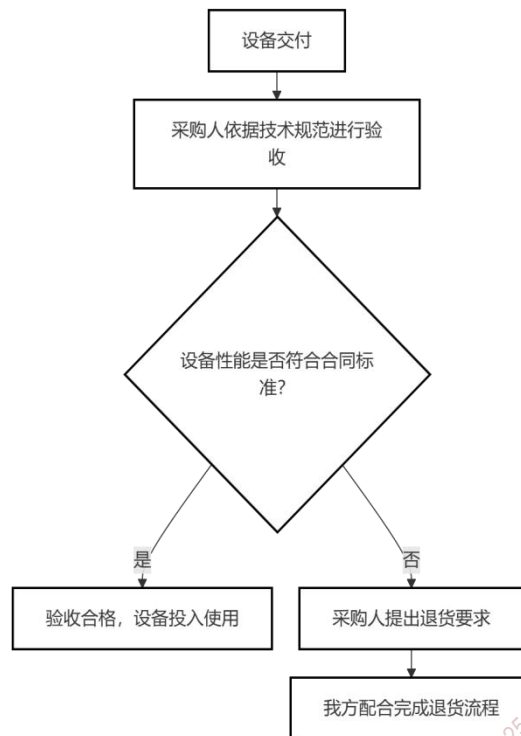 设备交付
采购人依据技术规范进行验
收
设备性能是否符合合同标
准？
是
否
验收合格，设备投入使用
采购人提出退货要求
我方配合完成退货流程
25